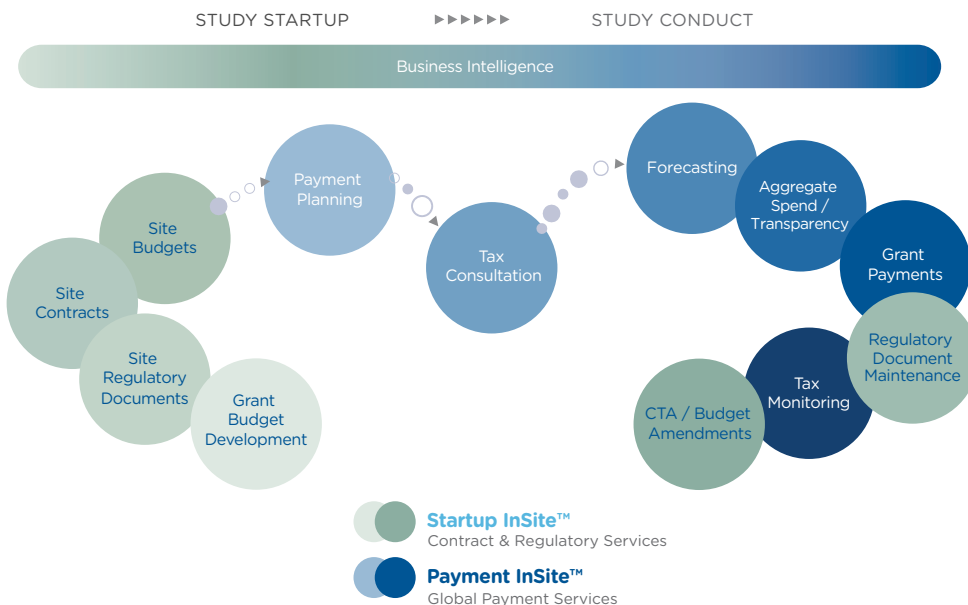 STUDY STARTUP
STUDY CONDUCT
Business Intelligence
Site
Budgets
Site
Contracts
Site
Regulatory
Documents
Grant
Budget
Development
Payment
Planning
Tax
Consultation
Forecasting
Aggregate
Spend /
Transparency
Grant
Payments
Regulatory
Document
Maintenance
Tax
Monitoring
CTA / Budget
Amendments
Startup InSite™
Contract & Regulatory Services
Payment InSite™
Global Payment Services